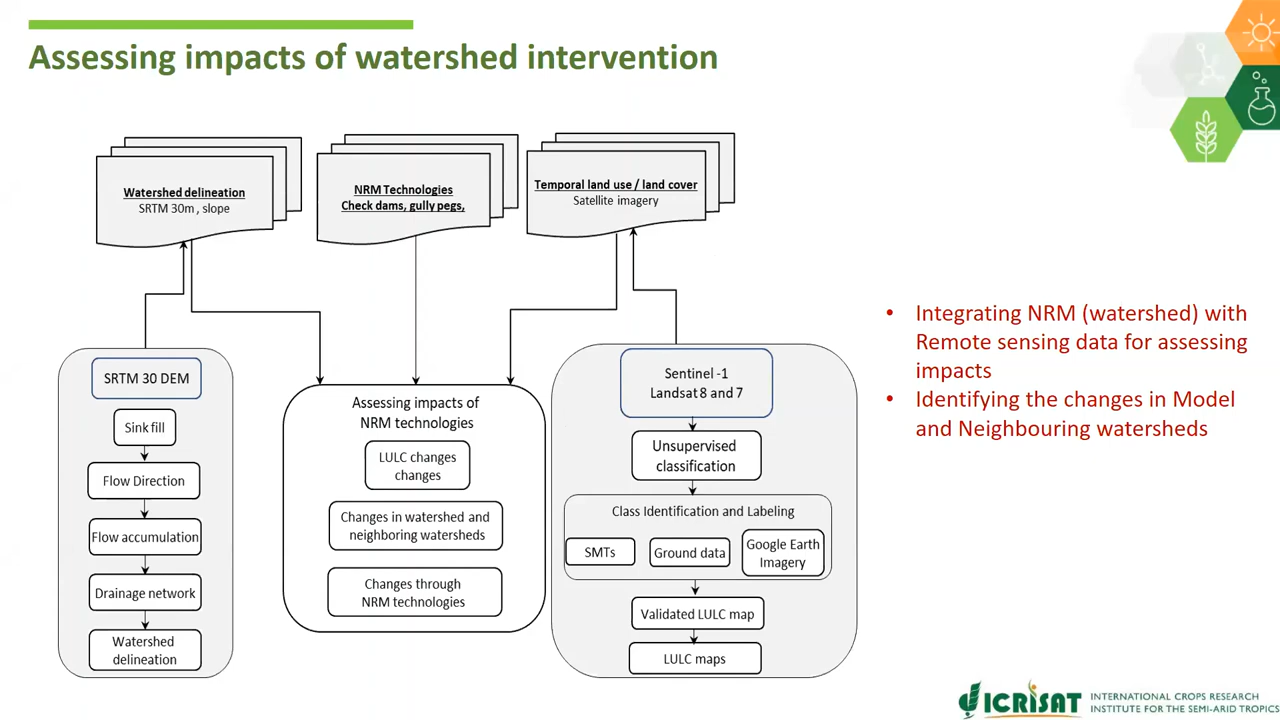 Assessing impacts of watershed intervention
Watershed delineation
SRTM 30m , slope
NRM Technologies
Check dams, gully pegs,
Temporal land use / land cover
Satellite imagery
SRTM 30 DEM
Sink fill
Flow Direction
Flow accumulation
Drainage network
Watershed
delineation
Assessing impacts of
NRM technologies
LULC changes
changes
Changes in watershed and
neighboring watersheds
Changes through
NRM technologies
Sentinel -1
Landsat 8 and 7
Unsupervised
classification
Class Identification and Labeling
SMTs
Ground data
Google Earth
Imagery
Validated LULC map
LULC maps
• Integrating NRM (watershed) with
Remote sensing data for assessing
impacts
• Identifying the changes in Model
and Neighbouring watersheds
ICRISAT
INTERNATIONAL CROPS RESEARCH
INSTITUTE FOR THE SEMI-ARID TROPICS